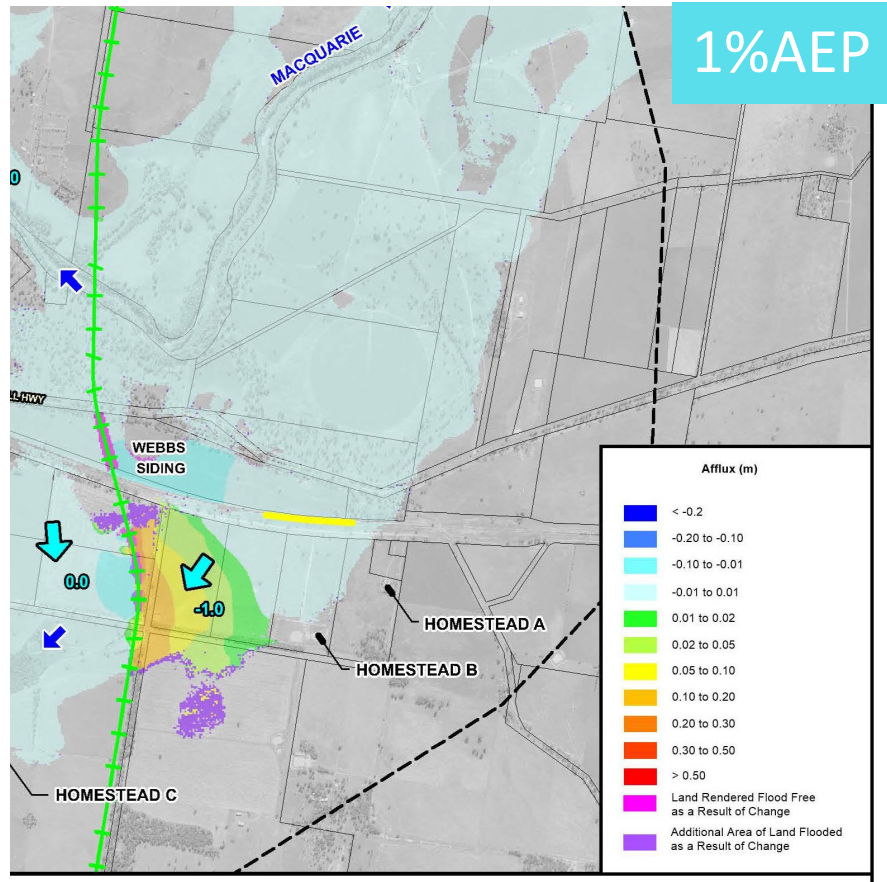 1%AEP
MACQUARIE
0
LL HWY
WEBBS
SIDING
0.0
-1.0
HOMESTEAD A
HOMESTEAD B
HOMESTEAD C
Afflux (m)
< -0.2
-0.20 to -0.10
-0.10 to -0.01
-0.01 to 0.01
0.01 to 0.02
0.02 to 0.05
0.05 to 0.10
0.10 to 0.20
0.20 to 0.30
0.30 to 0.50
> 0.50
Land Rendered Flood Free
as a Result of Change
Additional Area of Land Flooded
as a Result of Change